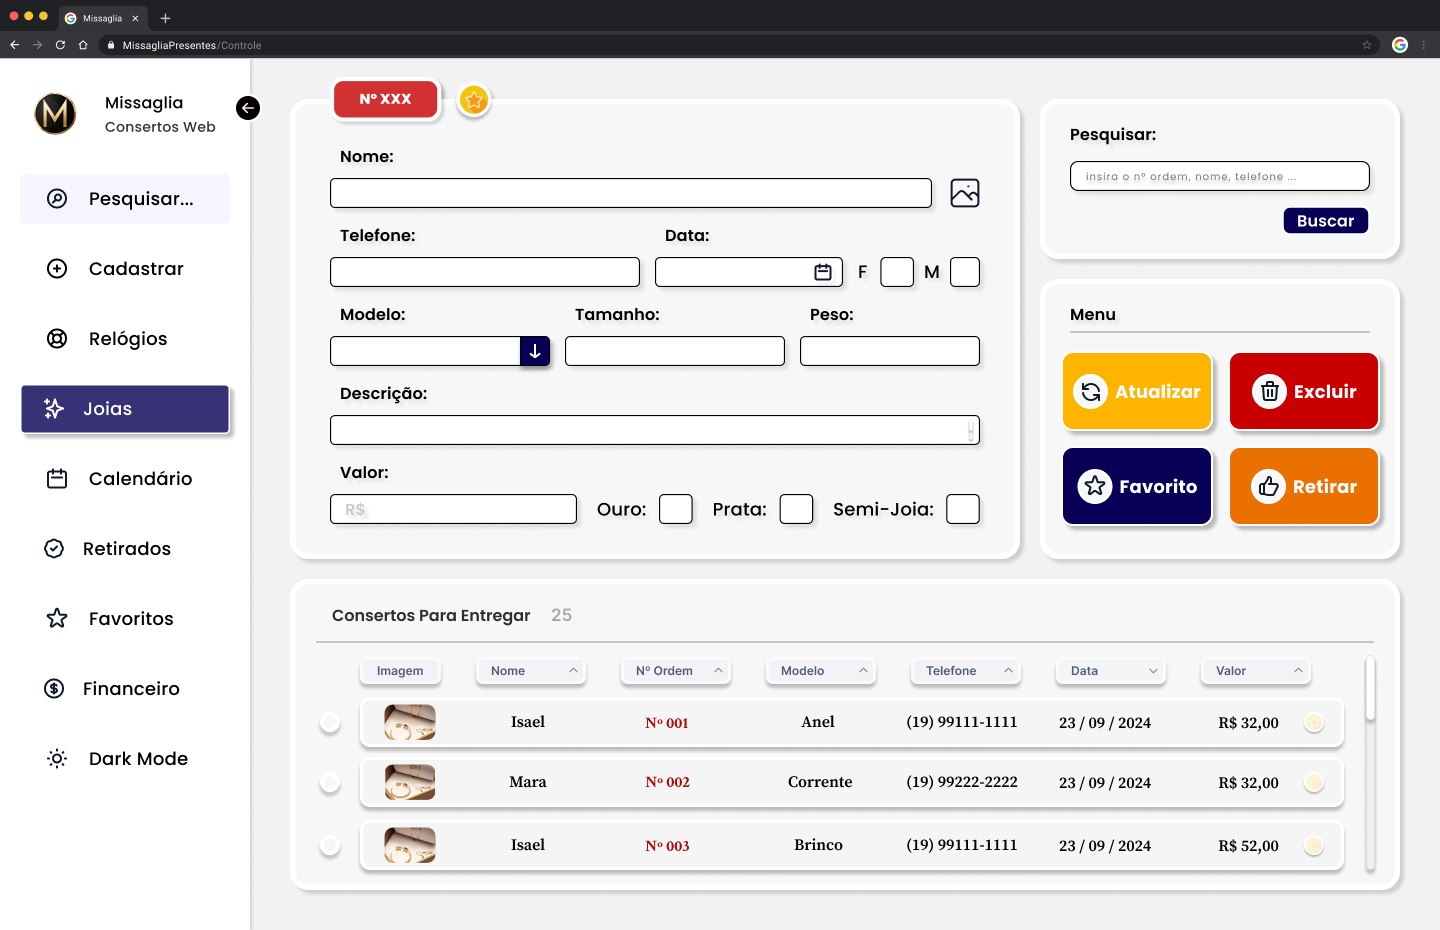 Missaglia
MissagliaPresentes/Controle
Missaglia
Consertos Web
Pesquisar...
Cadastrar
Relógios
Joias
Calendário
Retirados
Favoritos
Financeiro
Dark Mode
Nº XXX
Nome:
Telefone:
Data:
F
M
Modelo:
Tamanho:
Peso:
Descrição:
Valor:
R$
Ouro:
Prata:
Semi-Joia:
Pesquisar:
insira o nº ordem, nome, telefone ...
Buscar
Menu
Atualizar
Excluir
Favorito
Retirar
Consertos Para Entregar 25
Imagem Nome Nº Ordem Modelo Telefone Data Valor
Isael Nº 001 Anel (19) 99111-1111 23 / 09 / 2024 R$ 32,00
Mara Nº 002 Corrente (19) 99222-2222 23 / 09 / 2024 R$ 32,00
Isael Nº 003 Brinco (19) 99111-1111 23 / 09 / 2024 R$ 52,00